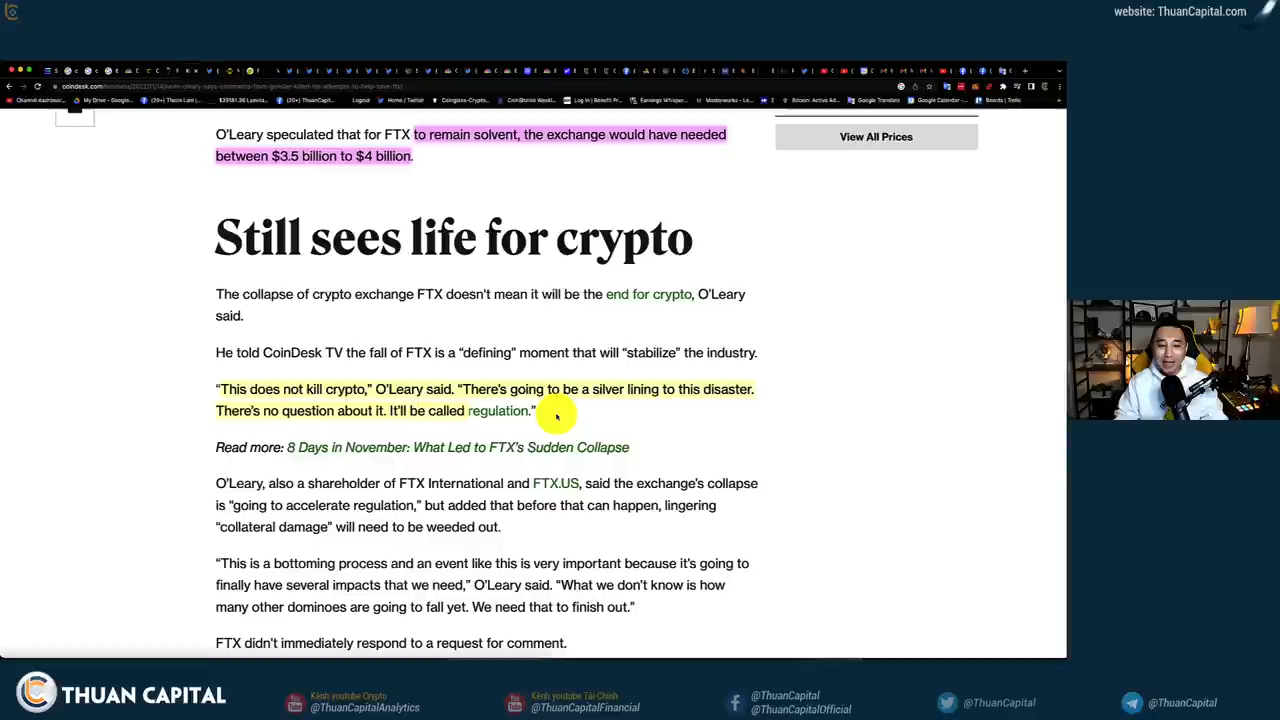 website: ThuanCapital.com
O'Leary speculated that for FTX to remain solvent, the exchange would have needed
between $3.5 billion to $4 billion.
View All Prices
Still sees life for crypto
The collapse of crypto exchange FTX doesn't mean it will be the end for crypto, O'Leary
said.
He told CoinDesk TV the fall of FTX is a “defining” moment that will “stabilize” the industry.
“This does not kill crypto,” O'Leary said. “There's going to be a silver lining to this disaster.
There's no question about it. It'll be called regulation.”
Read more: 8 Days in November: What Led to FTX's Sudden Collapse
O'Leary, also a shareholder of FTX International and FTX.US, said the exchange's collapse
is “going to accelerate regulation,” but added that before that can happen, lingering
“collateral damage” will need to be weeded out.
“This is a bottoming process and an event like this is very important because it's going to
finally have several impacts that we need,” O'Leary said. “What we don't know is how
many other dominoes are going to fall yet. We need that to finish out.”
FTX didn't immediately respond to a request for comment.
THUAN CAPITAL
Kênh youtube Crypto
@ThuanCapitalAnalytics
Kênh youtube Tài Chính
@ThuanCapitalFinancial
@ThuanCapital
@ThuanCapitalOfficial
@ThuanCapital
@ThuanCapital